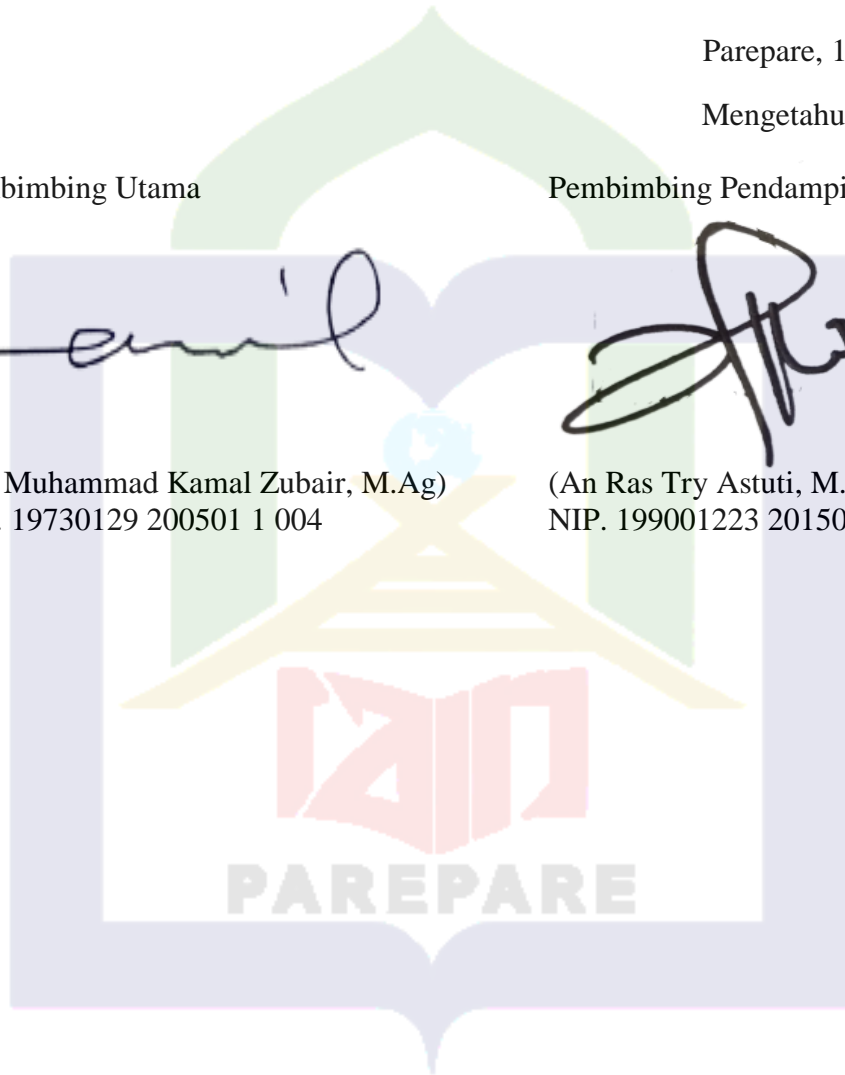 Parepare, 1
Mengetahu
bimbing Utama Pembimbing Pendampi
Muhammad Kamal Zubair, M.Ag) (An Ras Try Astuti, M.
. 19730129 200501 1 004 NIP. 199001223 20150
iain
PAREPARE